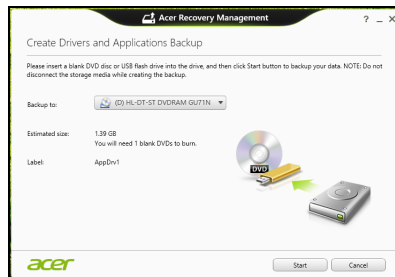 Acer Recovery Management
? _ X
Create Drivers and Applications Backup
Please insert a blank DVD disc or USB flash drive into the drive, and then click Start button to backup your data. NOTE: Do not
disconnect the storage media while creating the backup.
Backup to: (D) HL-DT-ST DVDRAM GU71N
Estimated size: 1.39 GB
You will need 1 blank DVDs to burn.
Label: AppDrv1
DVD
acer
Start Cancel